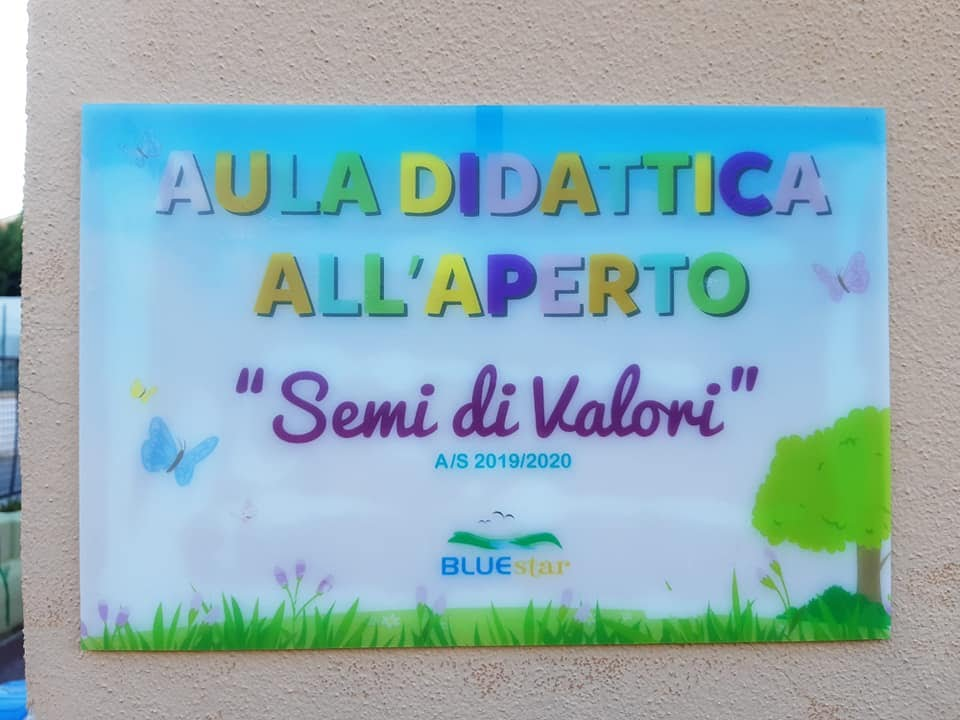 AULA DIDATTICA
ALL'APERTO
"Semi di Valori"
A/S 2019/2020
BLUEstar